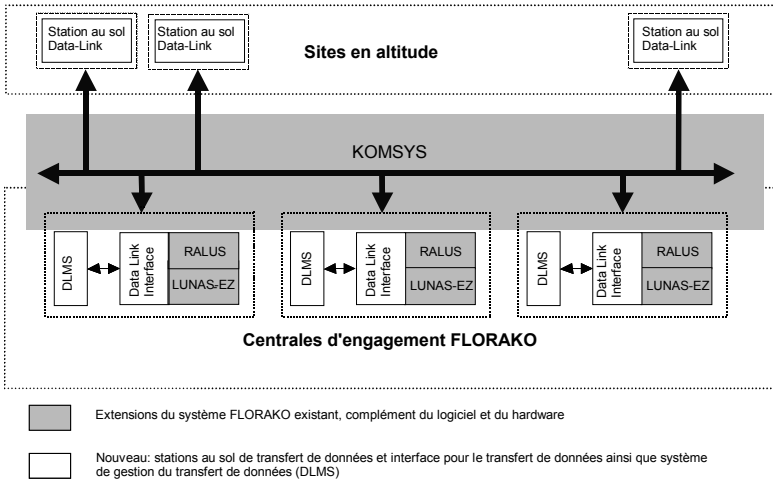 Station au sol
Data-Link
Station au sol
Data-Link
Station au sol
Data-Link
Sites en altitude
KOMSYS
DLMS
Data Link
Interface
RALUS
LUNAS-EZ
DLMS
Data Link
Interface
RALUS
LUNAS-EZ
DLMS
Data Link
Interface
RALUS
LUNAS-EZ
Centrales d'engagement FLORAKO
Extensions du système FLORAKO existant, complément du logiciel et du hardware
Nouveau: stations au sol de transfert de données et interface pour le transfert de données ainsi que système
de gestion du transfert de données (DLMS)